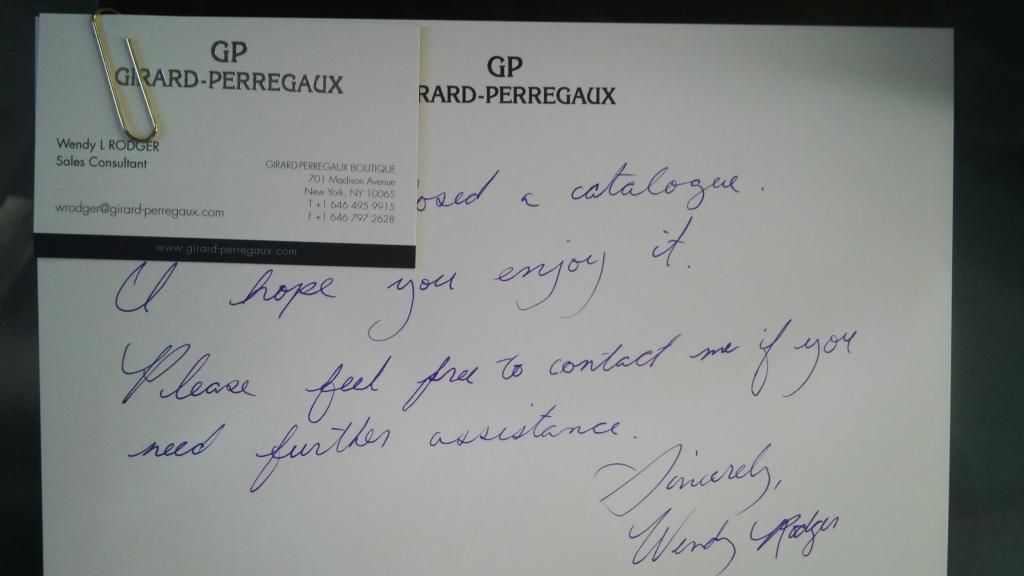 GP
GIRARD-PERREGAUX
Wendy L RODGER
Sales Consultant
GIRARD-PERREGAUX BOUTIQUE
701 Madison Avenue
New York, NY 10065
T +1 646 495 9915
F +1 646 797 2628
wrodger@girard-perregaux.com
www.girard-perregaux.com
GP
RARD-PERREGAUX
osed a catalogue.
I hope you enjoy it.
Please feel free to contact me if you
need further assistance.
Sincerely,
Wendy Rodger